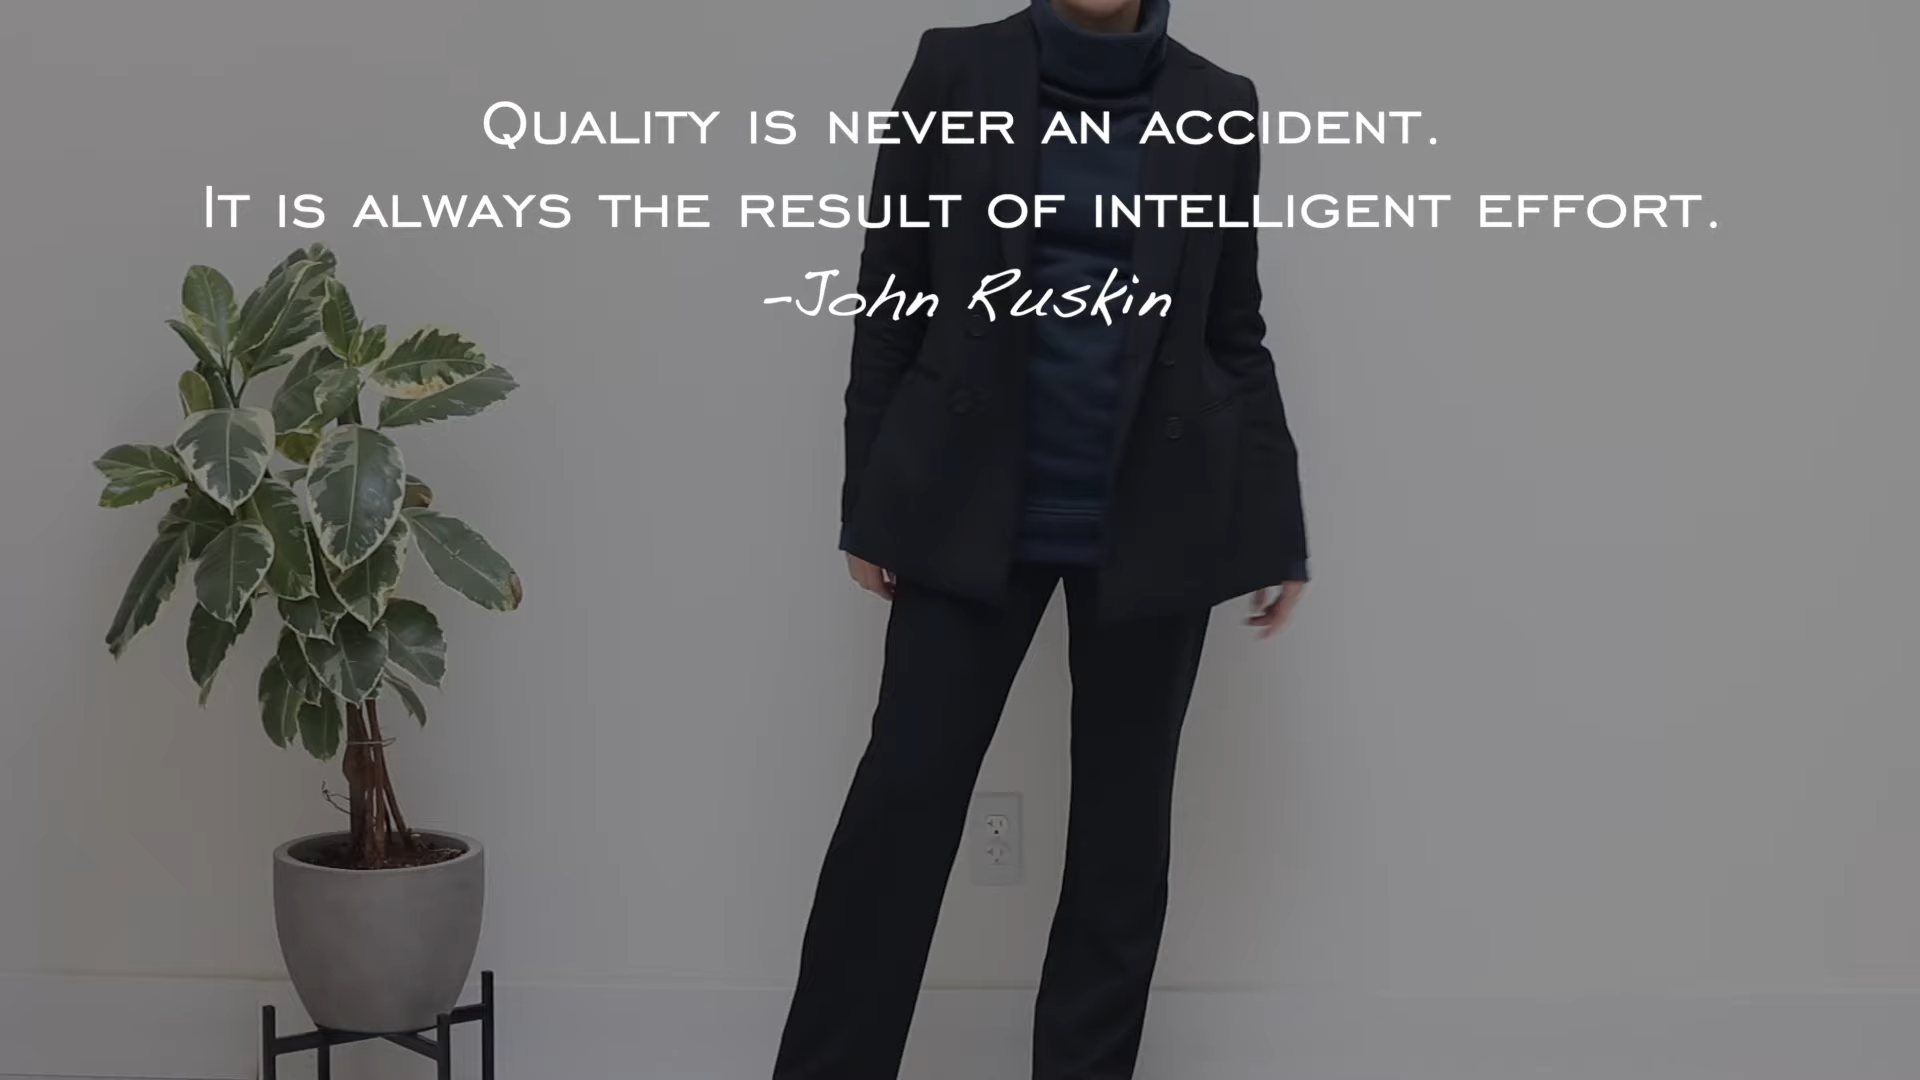 Quality is never an accident.
It is always the result of intelligent effort.
-John Ruskin